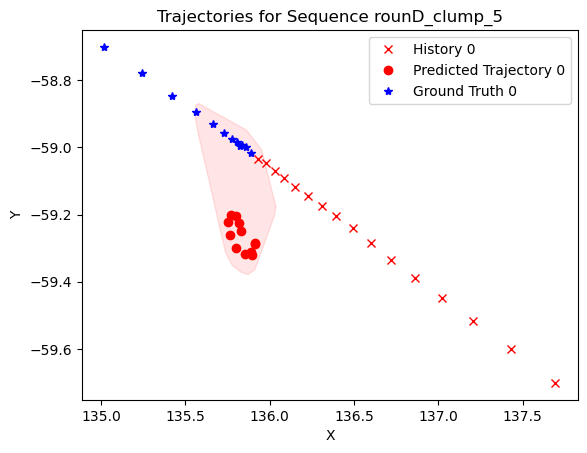 Trajectories for Sequence rounD_clump_5
History 0
Predicted Trajectory 0
Ground Truth 0
Y
−58.8
−59.0
−59.2
−59.4
−59.6
135.0 135.5 136.0 136.5 137.0 137.5
X